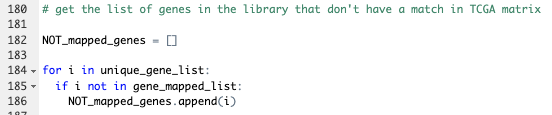 180 # get the list of genes in the library that don't have a match in TCGA matrix
181
182 NOT_mapped_genes = []
183
184 for i in unique_gene_list:
185 if i not in gene_mapped_list:
186 NOT_mapped_genes.append(i)